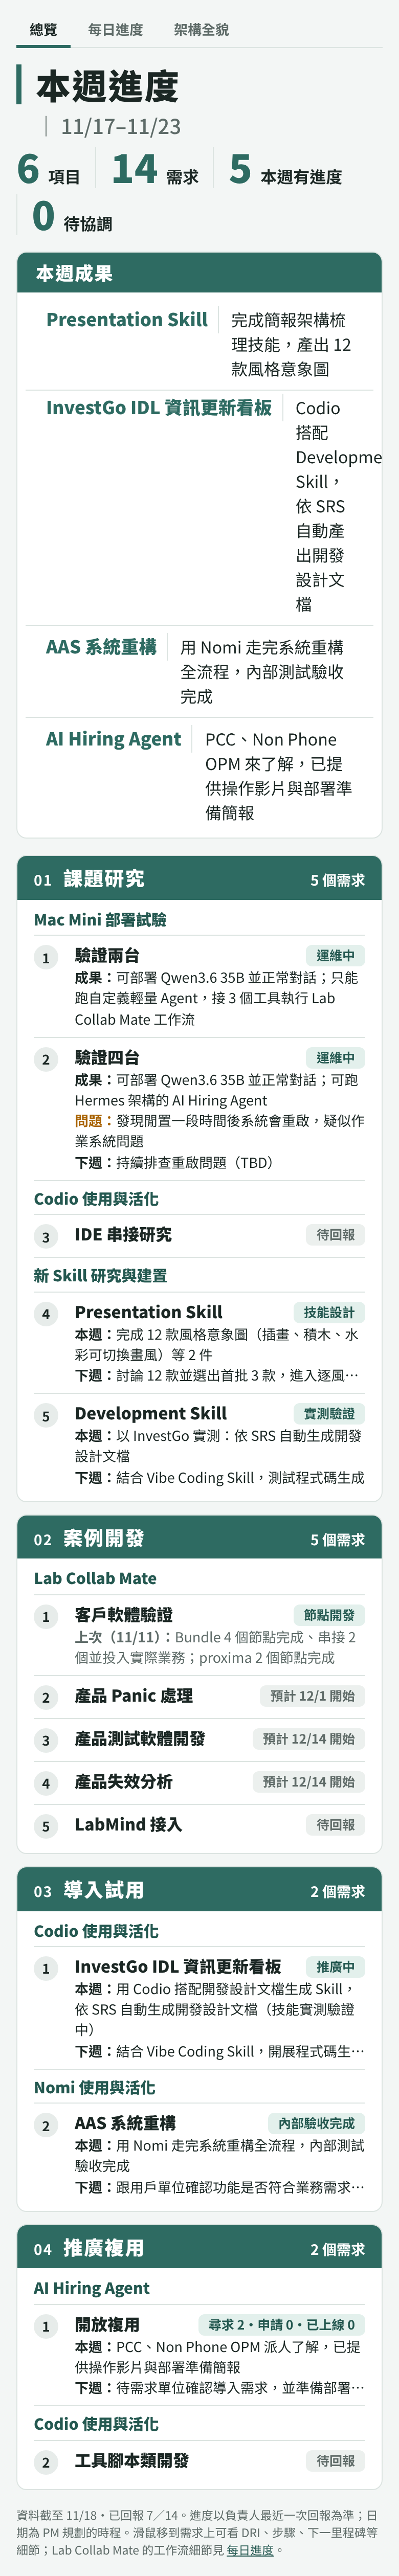 總覽 每日進度 架構全貌
本週進度
| 11/17–11/23
6 項目 14 需求 5 本週有進度
0 待協調
本週成果
Presentation Skill 完成簡報架構梳
理技能，產出 12
款風格意象圖
InvestGo IDL 資訊更新看板 Codio
搭配
Developme
Skill，
依 SRS
自動產
出開發
設計文
檔
AAS 系統重構 用 Nomi 走完系統重構
全流程，內部測試驗收
完成
AI Hiring Agent PCC、Non Phone
OPM 來了解，已提
供操作影片與部署準
備簡報
01 課題研究 5 個需求
Mac Mini 部署試驗
1 驗證兩台 運維中
成果：可部署 Qwen3.6 35B 並正常對話；只能
跑自定義輕量 Agent，接 3 個工具執行 Lab
Collab Mate 工作流
2 驗證四台 運維中
成果：可部署 Qwen3.6 35B 並正常對話；可跑
Hermes 架構的 AI Hiring Agent
問題：發現閒置一段時間後系統會重啟，疑似作
業系統問題
下週：持續排查重啟問題（TBD）
Codio 使用與活化
3 IDE 串接研究 待回報
新 Skill 研究與建置
4 Presentation Skill 技能設計
本週：完成 12 款風格意象圖（插畫、積木、水
彩可切換畫風）等 2 件
下週：討論 12 款並選出首批 3 款，進入逐風…
5 Development Skill 實測驗證
本週：以 InvestGo 實測：依 SRS 自動生成開發
設計文檔
下週：結合 Vibe Coding Skill，測試程式碼生成
02 案例開發 5 個需求
Lab Collab Mate
1 客戶軟體驗證 節點開發
上次（11/11）：Bundle 4 個節點完成、串接 2
個並投入實際業務；proxima 2 個節點完成
2 產品 Panic 處理 預計 12/1 開始
3 產品測試軟體開發 預計 12/14 開始
4 產品失效分析 預計 12/14 開始
5 LabMind 接入 待回報
03 導入試用 2 個需求
Codio 使用與活化
1 InvestGo IDL 資訊更新看板 推廣中
本週：用 Codio 搭配開發設計文檔生成 Skill，
依 SRS 自動生成開發設計文檔（技能實測驗證
中）
下週：結合 Vibe Coding Skill，開展程式碼生…
Nomi 使用與活化
2 AAS 系統重構 內部驗收完成
本週：用 Nomi 走完系統重構全流程，內部測試
驗收完成
下週：跟用戶單位確認功能是否符合業務需求…
04 推廣複用 2 個需求
AI Hiring Agent
1 開放複用 尋求 2・申請 0・已上線 0
本週：PCC、Non Phone OPM 派人了解，已提
供操作影片與部署準備簡報
下週：待需求單位確認導入需求，並準備部署…
Codio 使用與活化
2 工具腳本類開發 待回報
資料截至 11/18・已回報 7／14。進度以負責人最近一次回報為準；日
期為 PM 規劃的時程。滑鼠移到需求上可看 DRI、步驟、下一里程碑等
細節；Lab Collab Mate 的工作流細節見 每日進度。